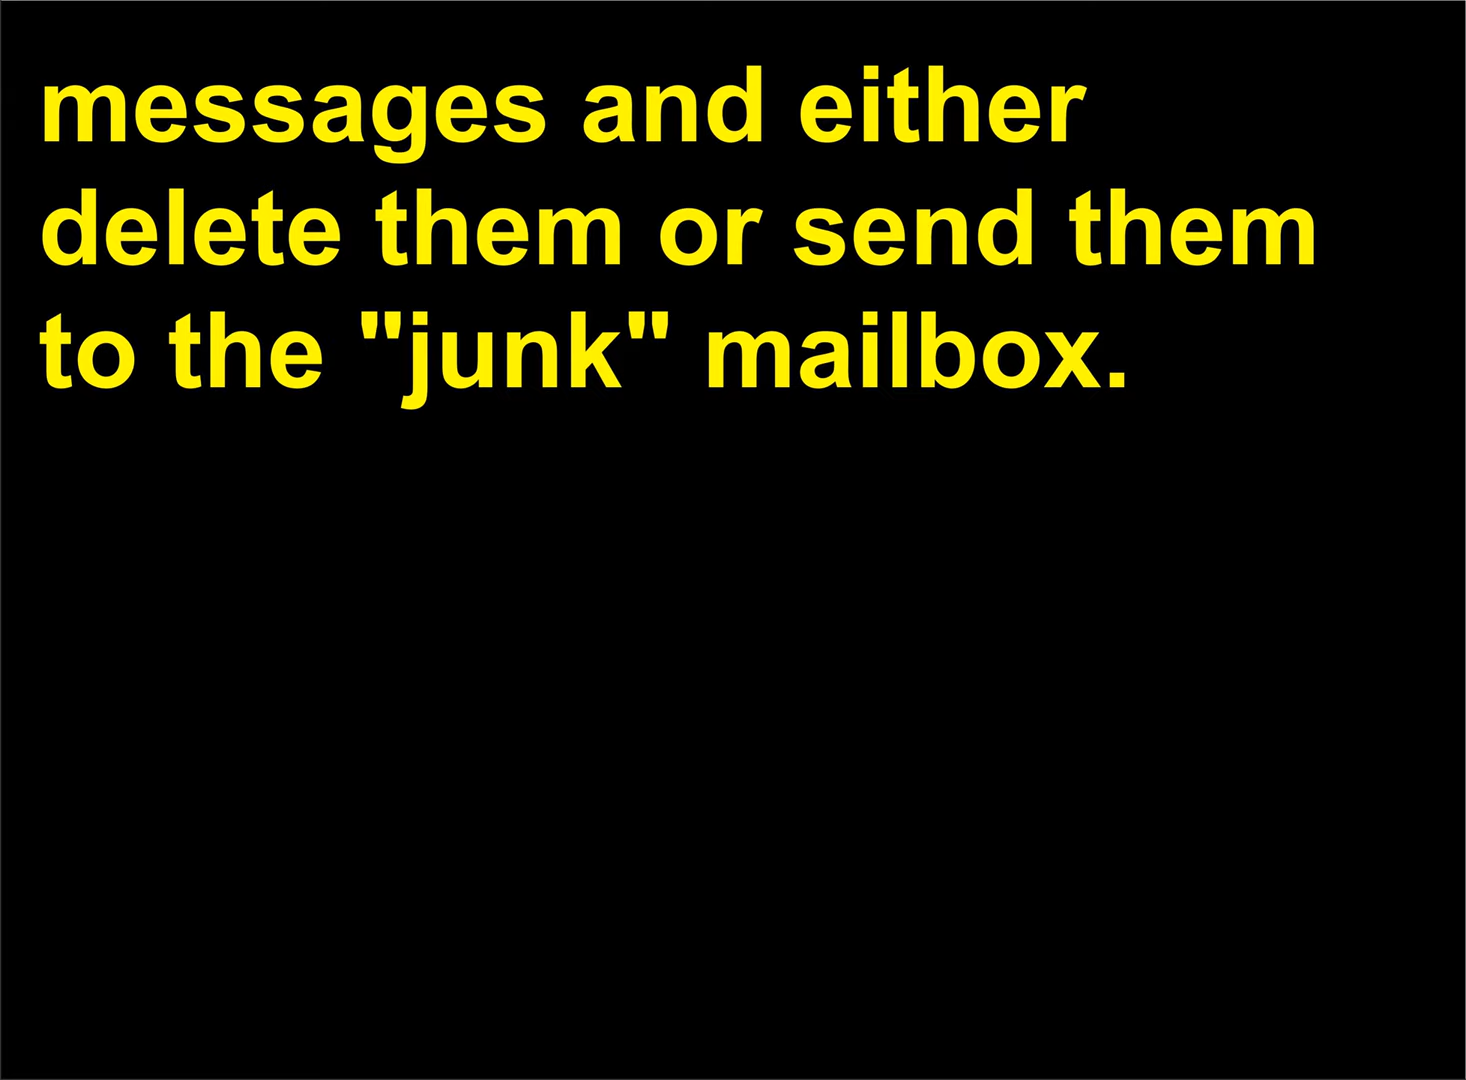 messages and either
delete them or send them
to the "junk" mailbox.